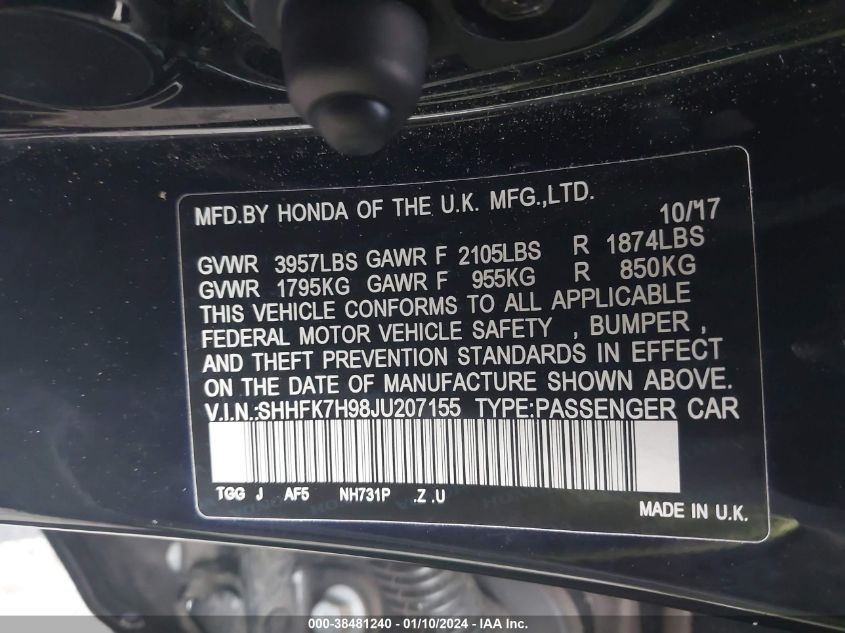 MFD.BY HONDA OF THE U.K. MFG.,LTD. 10/17
GVWR 3957LBS GAWR F 2105LBS R 1874LBS
GVWR 1795KG GAWR F 955KG R 850KG
THIS VEHICLE CONFORMS TO ALL APPLICABLE
FEDERAL MOTOR VEHICLE SAFETY , BUMPER ,
AND THEFT PREVENTION STANDARDS IN EFFECT
ON THE DATE OF MANUFACTURE SHOWN ABOVE.
V.I.N.:SHHFK7H98JU207155 TYPE:PASSENGER CAR
TGG J AF5 NH731P .Z .U
MADE IN U.K.
000-38481240 - 01/10/2024 - IAA Inc.